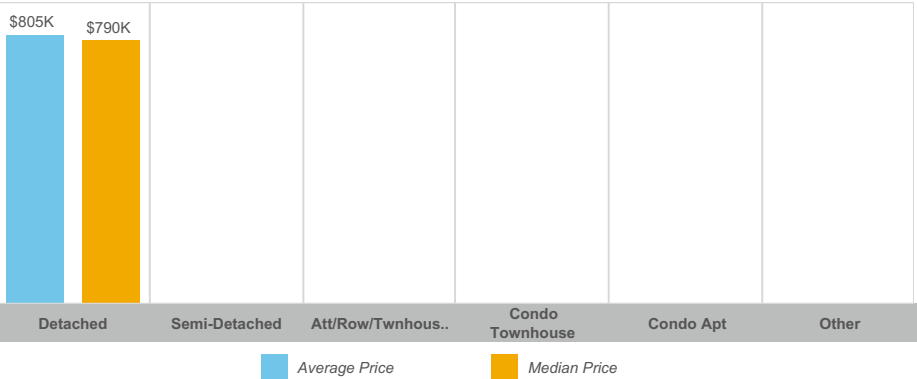 $805K
$790K
Detached
Semi-Detached
Att/Row/Twnhous..
Condo
Townhouse
Condo Apt
Other
Average Price
Median Price